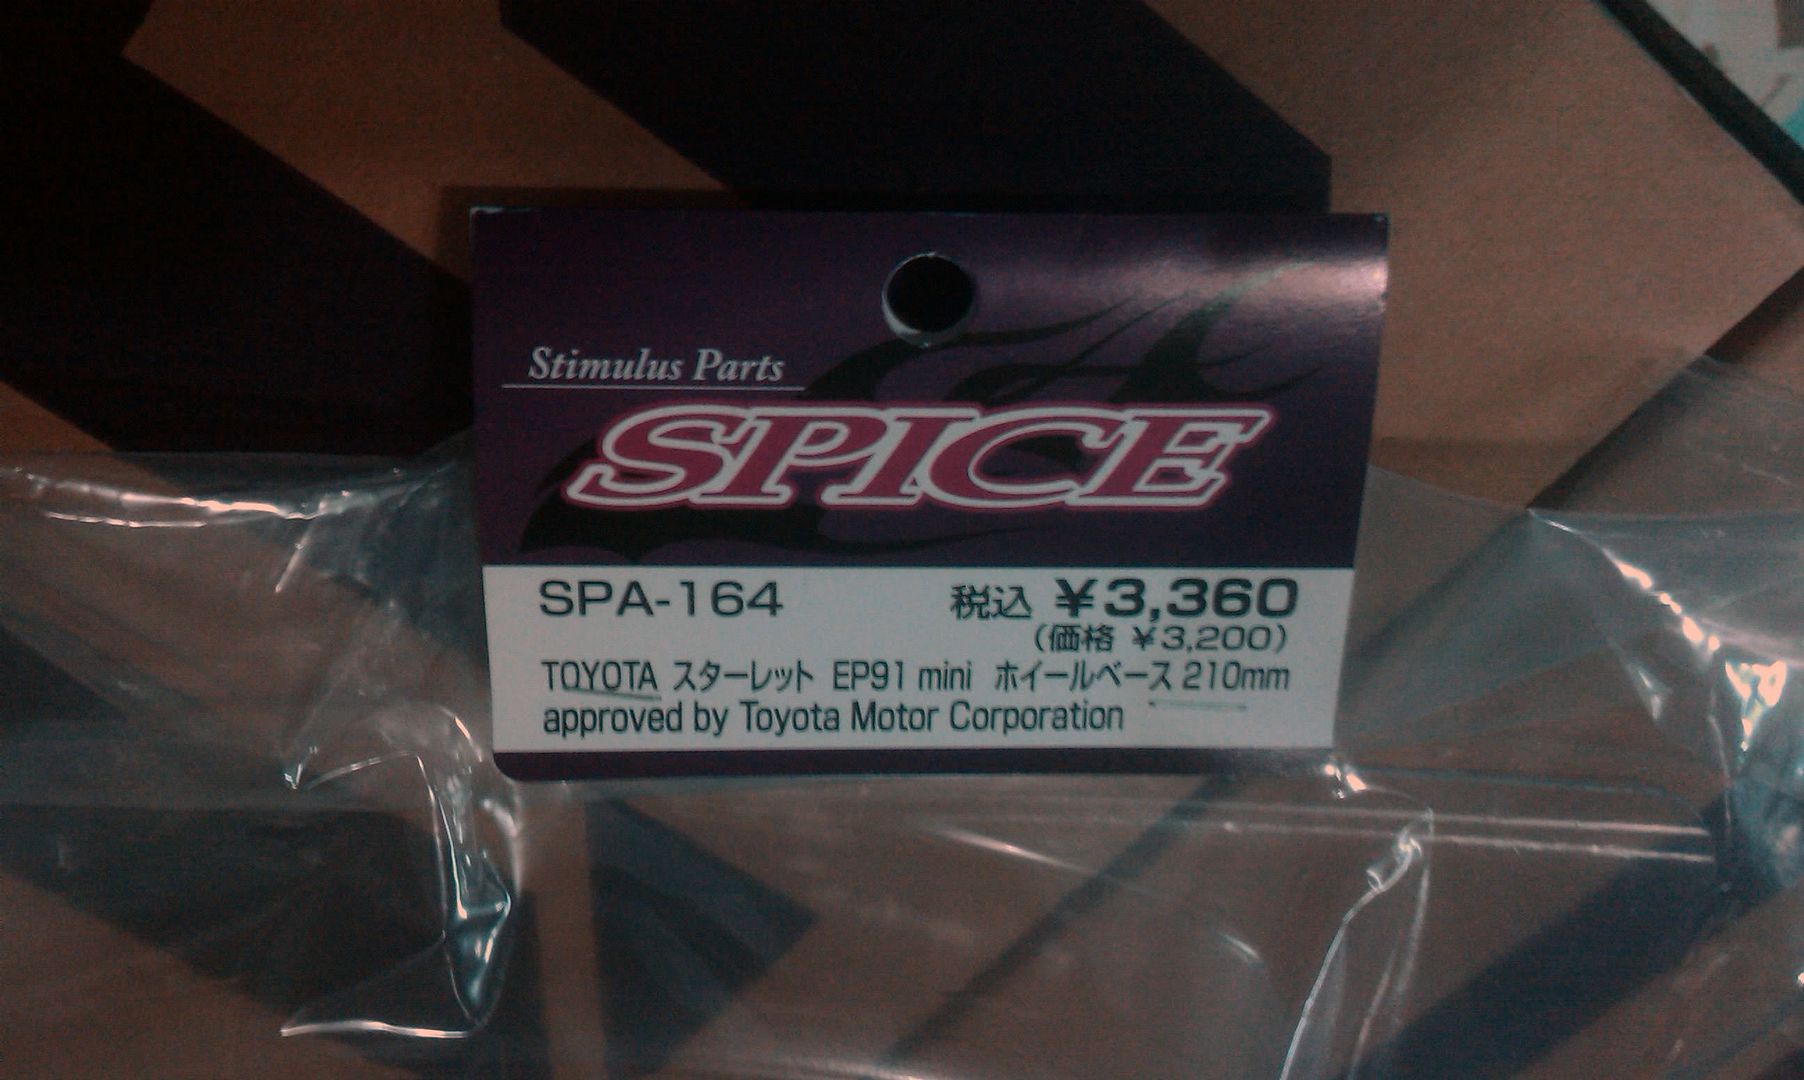 Stimulus Parts
SPICE
SPA-164 税込 ¥3,360
(価格 ¥3,200)
TOYOTA スターレット EP91 mini ホイールベース 210mm
approved by Toyota Motor Corporation